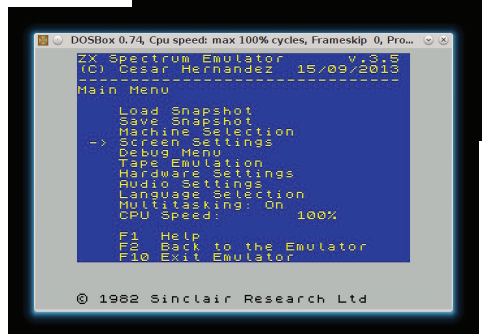 DOSBox 0.74, Cpu speed: max 100% cycles, Frameskip 0, Pro...
ZX Spectrum Emulator v.3.5
(C) Cesar Hernandez 15/09/2013
--------------------------------
Main Menu
Load Snapshot
Save Snapshot
Machine Selection
-> Screen Settings
Debug Menu
Tape Emulation
Hardware Settings
Audio Settings
Language Selection
Multitasking: On
CPU Speed: 100%
F1 Help
F2 Back to the Emulator
F10 Exit Emulator
© 1982 Sinclair Research Ltd